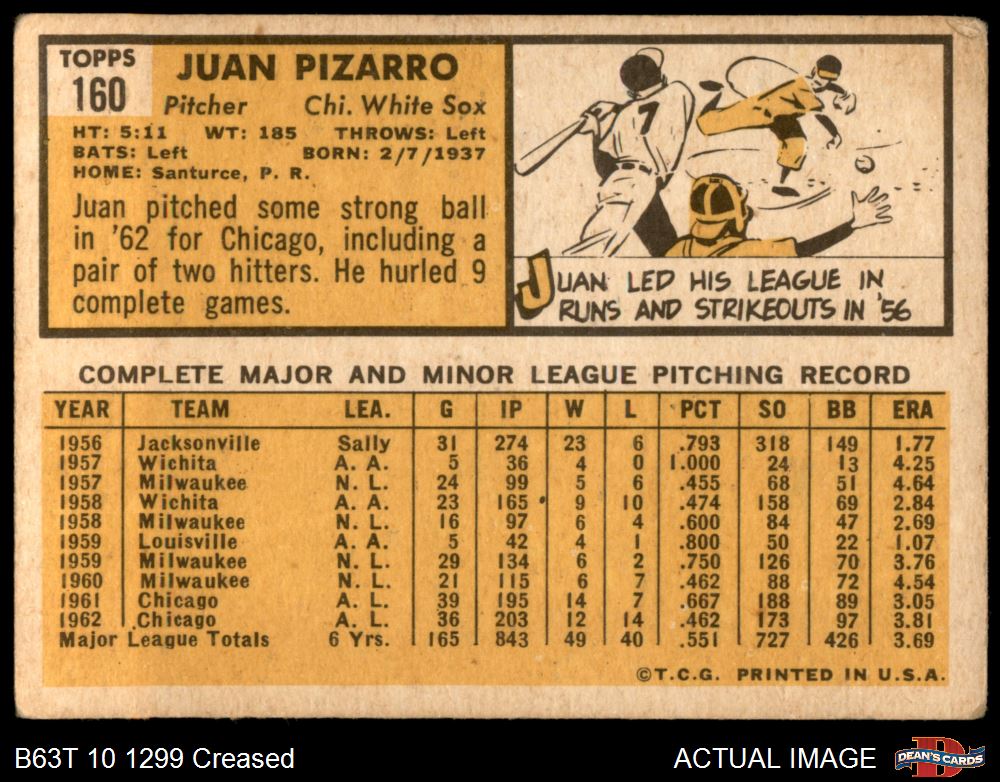 TOPPS
160
JUAN PIZARRO
Pitcher Chi. White Sox
HT: 5:11 WT: 185 THROWS: Left
BATS: Left BORN: 2/7/1937
HOME: Santurce, P. R.
Juan pitched some strong ball
in '62 for Chicago, including a
pair of two hitters. He hurled 9
complete games.
7
JUAN LED HIS LEAGUE IN
RUNS AND STRIKEOUTS IN '56
COMPLETE MAJOR AND MINOR LEAGUE PITCHING RECORD
YEAR TEAM LEA. G IP W L PCT SO BB ERA
1956 Jacksonville Sally 31 274 23 6 .793 318 149 1.77
1957 Wichita A. A. 5 36 4 0 1.000 24 13 4.25
1957 Milwaukee N. L. 24 99 5 6 .455 68 51 4.64
1958 Wichita A. A. 23 165 9 10 .474 158 69 2.84
1958 Milwaukee N. L. 16 97 6 4 .600 84 47 2.69
1959 Louisville A. A. 5 42 4 1 .800 50 22 1.07
1959 Milwaukee N. L. 29 134 6 2 .750 126 70 3.76
1960 Milwaukee N. L. 21 115 6 7 .462 88 72 4.54
1961 Chicago A. L. 39 195 14 7 .667 188 89 3.05
1962 Chicago A. L. 36 203 12 14 .462 173 97 3.81
Major League Totals 6 Yrs. 165 843 49 40 .551 727 426 3.69
©T.C.G. PRINTED IN U.S.A.
B63T 10 1299 Creased
ACTUAL IMAGE
D
DEAN'S CARDS